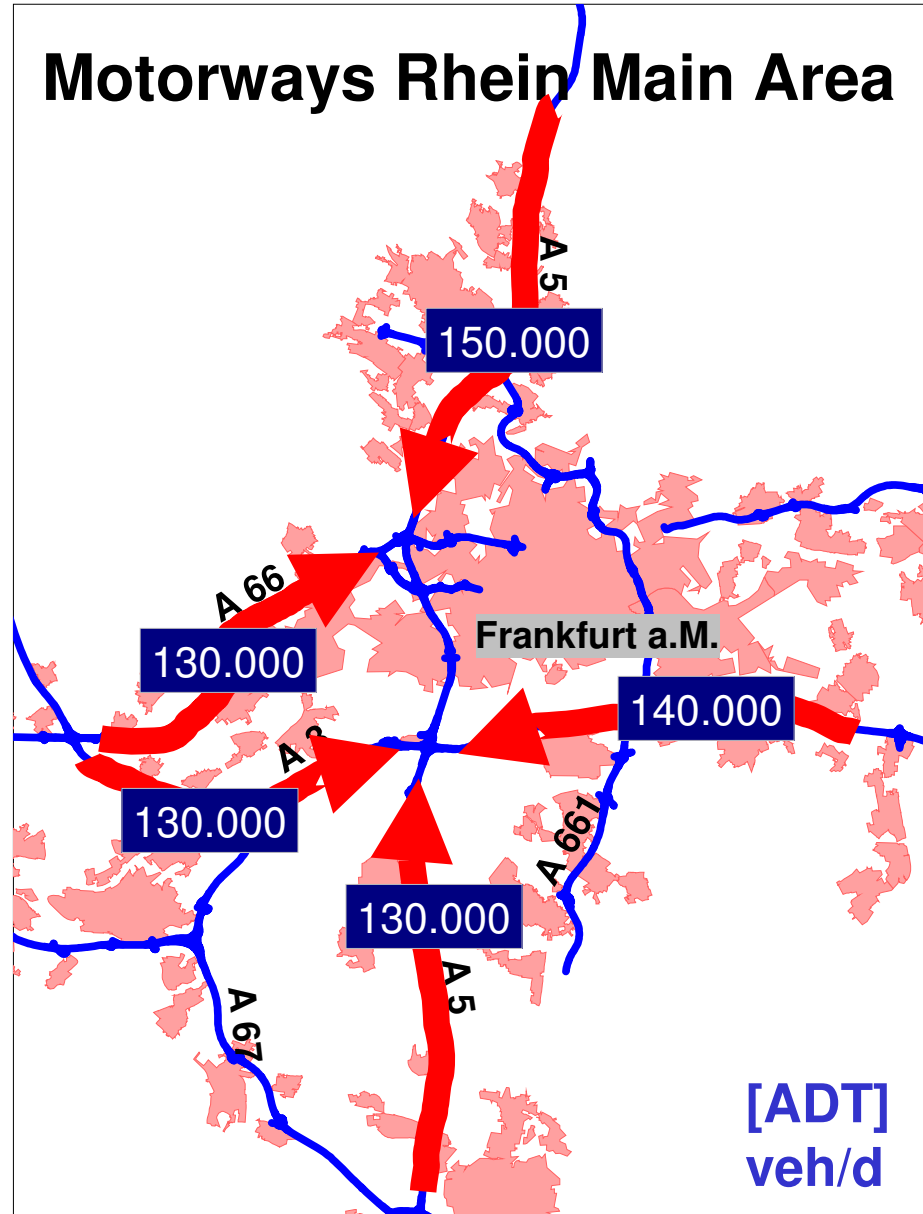 Motorways Rhein Main Area
A 5
150.000
A 66
130.000
Frankfurt a.M.
140.000
A 3
130.000
A 661
130.000
A 5
A 67
[ADT]
veh/d